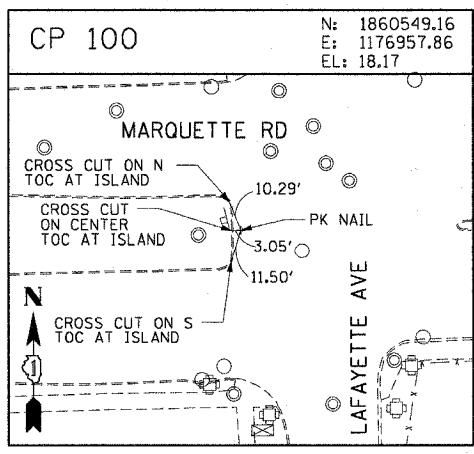 CP 100
N: 1860549.16
E: 1176957.86
EL: 18.17
MARQUETTE RD
CROSS CUT ON N
TOC AT ISLAND
10.29'
CROSS CUT
ON CENTER
TOC AT ISLAND
PK NAIL
3.05'
11.50'
N
CROSS CUT ON S
TOC AT ISLAND
LAFAYETTE AVE
1
x
x
x